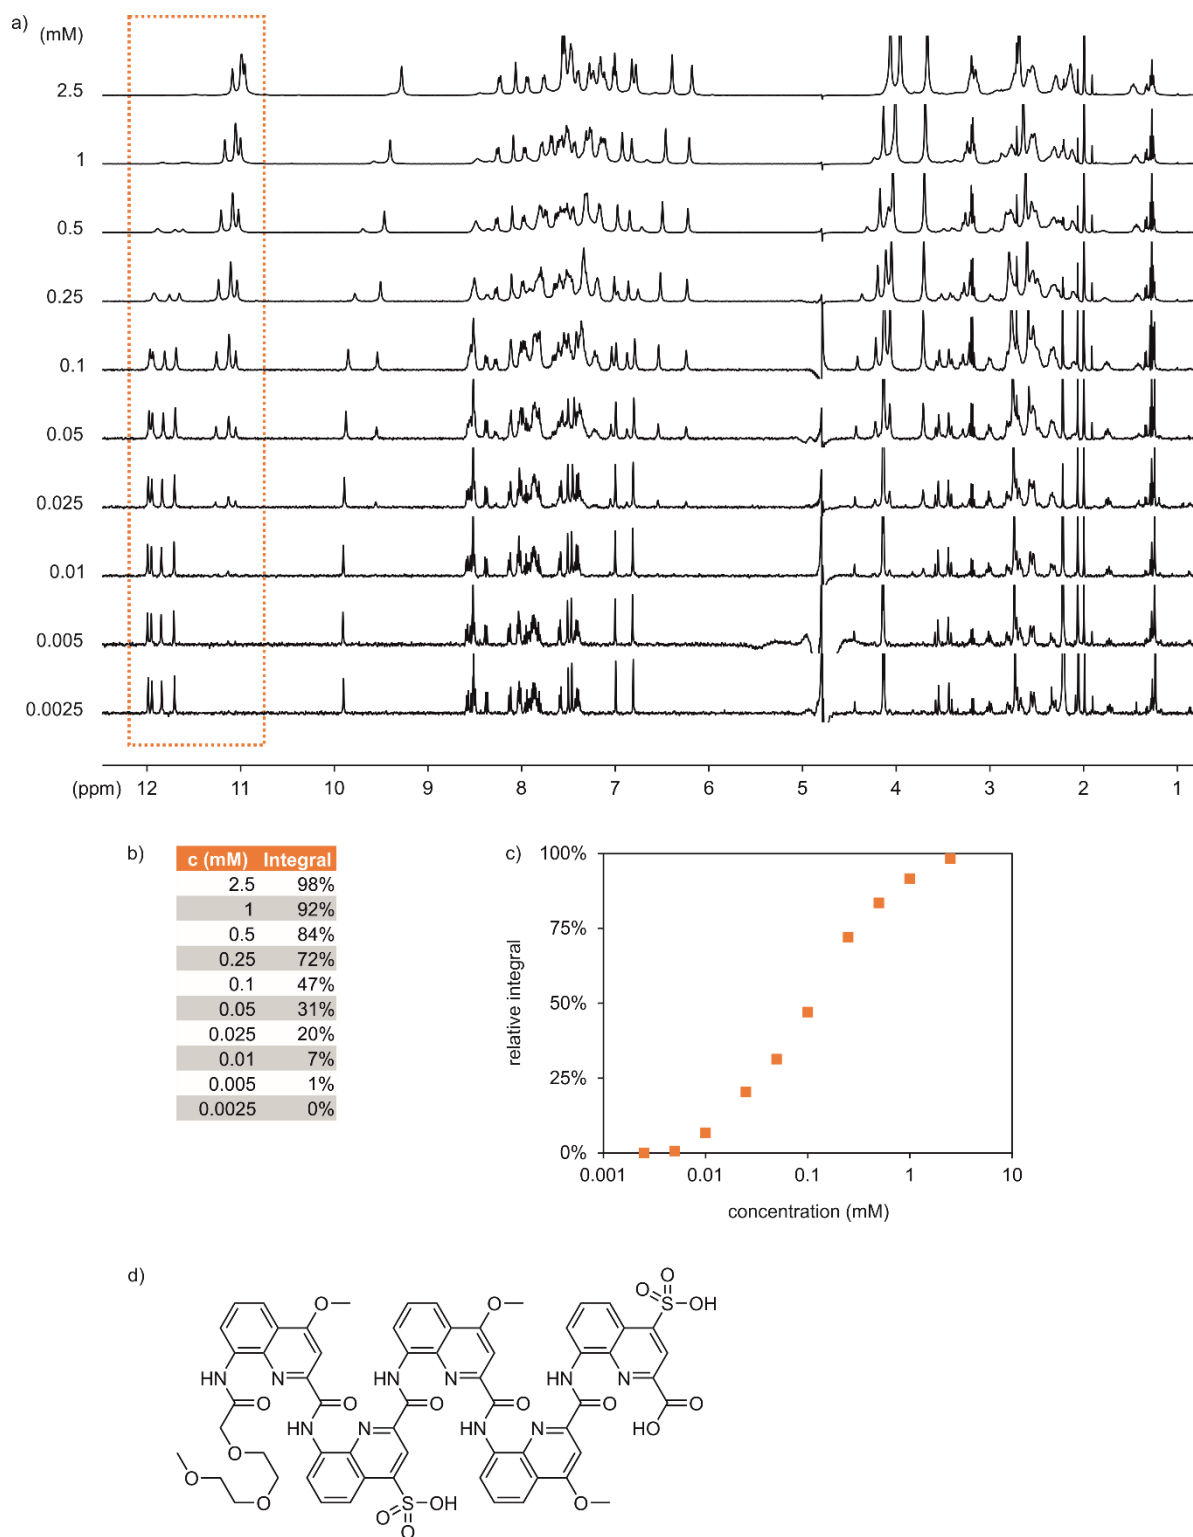 a)
(mM)
2.5
1
0.5
0.25
0.1
0.05
0.025
0.01
0.005
0.0025
(ppm) 12 11 10 9 8 7 6 5 4 3 2 1
b)
c (mM) Integral
2.5 98%
1 92%
0.5 84%
0.25 72%
0.1 47%
0.05 31%
0.025 20%
0.01 7%
0.005 1%
0.0025 0%
c)
100%
75%
50%
25%
0%
relative integral
0.001 0.01 0.1 1 10
concentration (mM)
d)
O
O S OH
O O
HN N HN N HN N
O O O O O
HN N HN N HO
O
O
O O
O S OH O
O